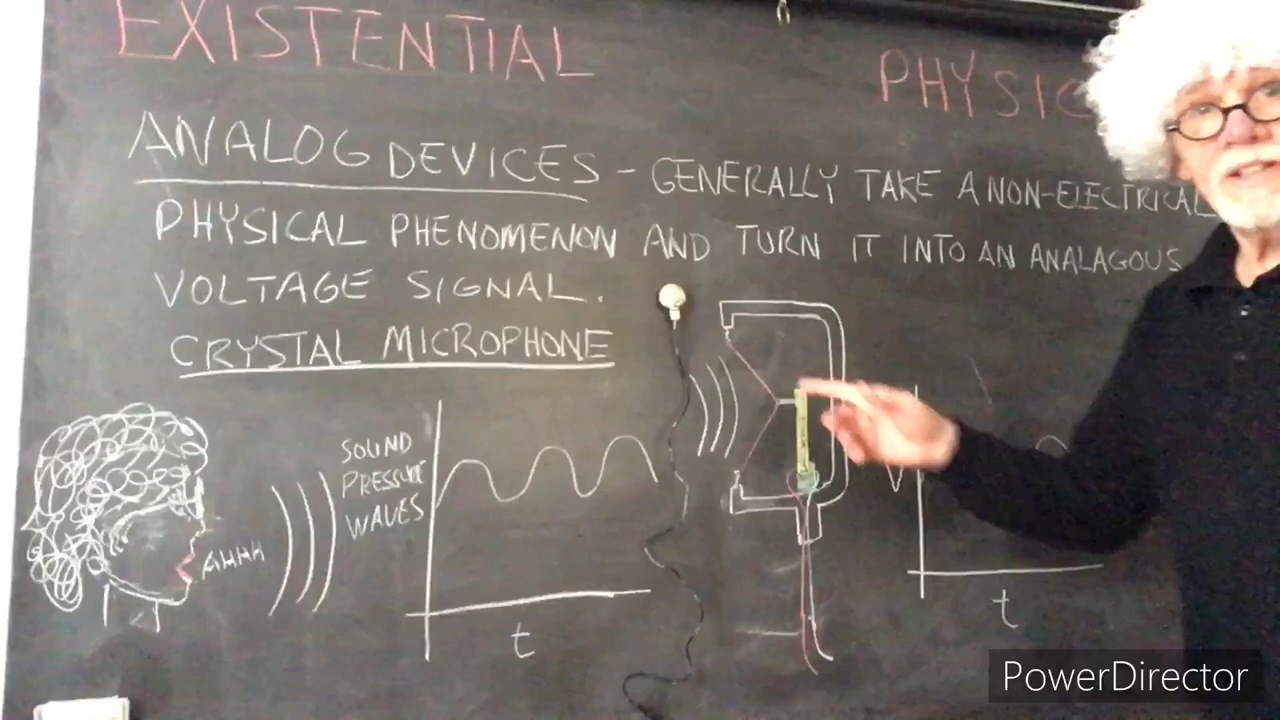 EXISTENTIAL PHYSIC
ANALOG DEVICES - GENERALLY TAKE A NON-ELECTRICAL
PHYSICAL PHENOMENON AND TURN IT INTO AN ANALAGOUS
VOLTAGE SIGNAL.
CRYSTAL MICROPHONE
SOUND
PRESSURE
WAVES
AHHH
t
t
PowerDirector